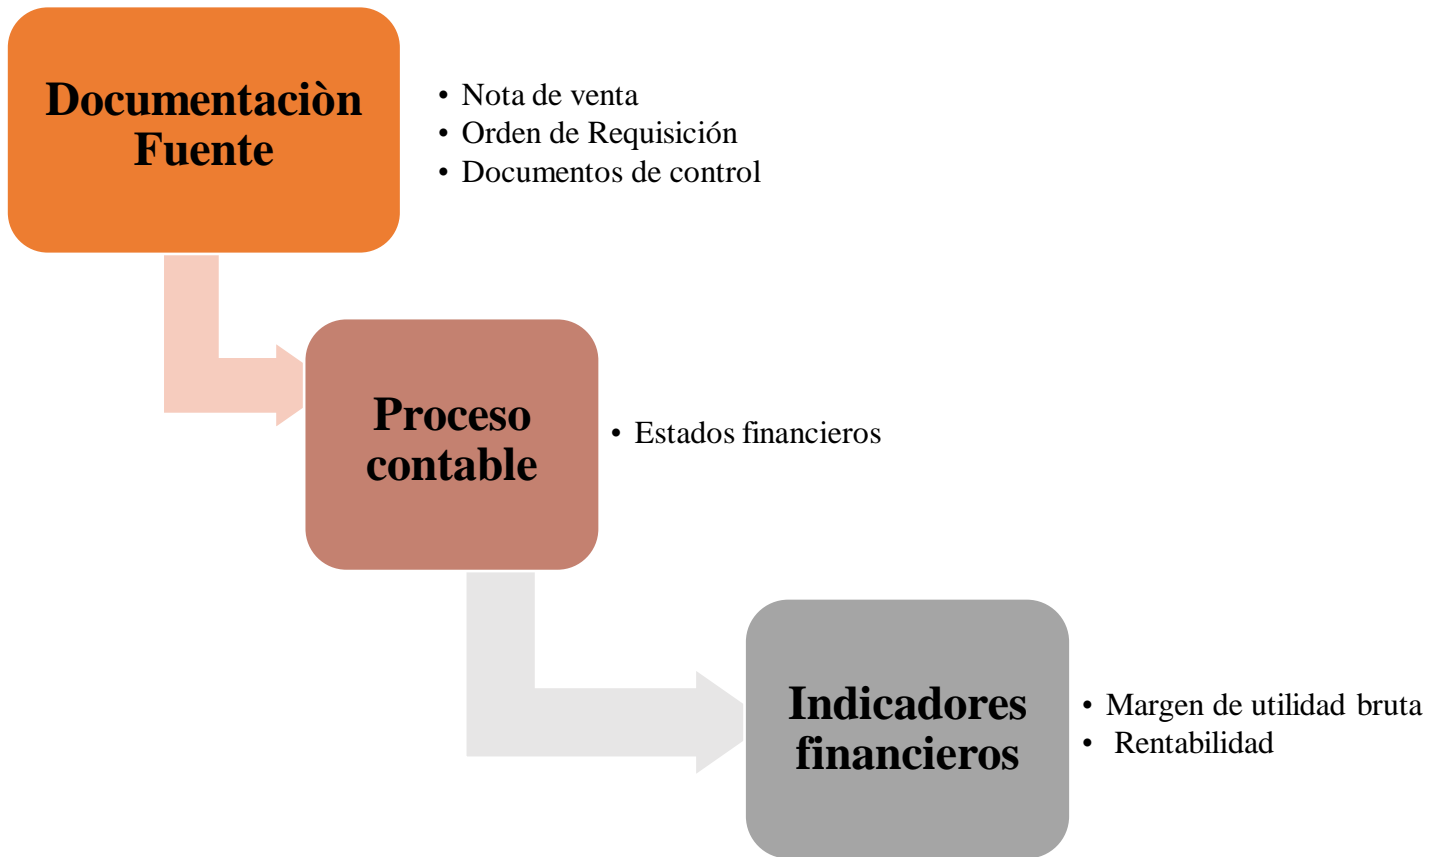 Documentaciòn
Fuente
• Nota de venta
• Orden de Requisición
• Documentos de control
Proceso
contable
• Estados financieros
Indicadores
financieros
• Margen de utilidad bruta
• Rentabilidad